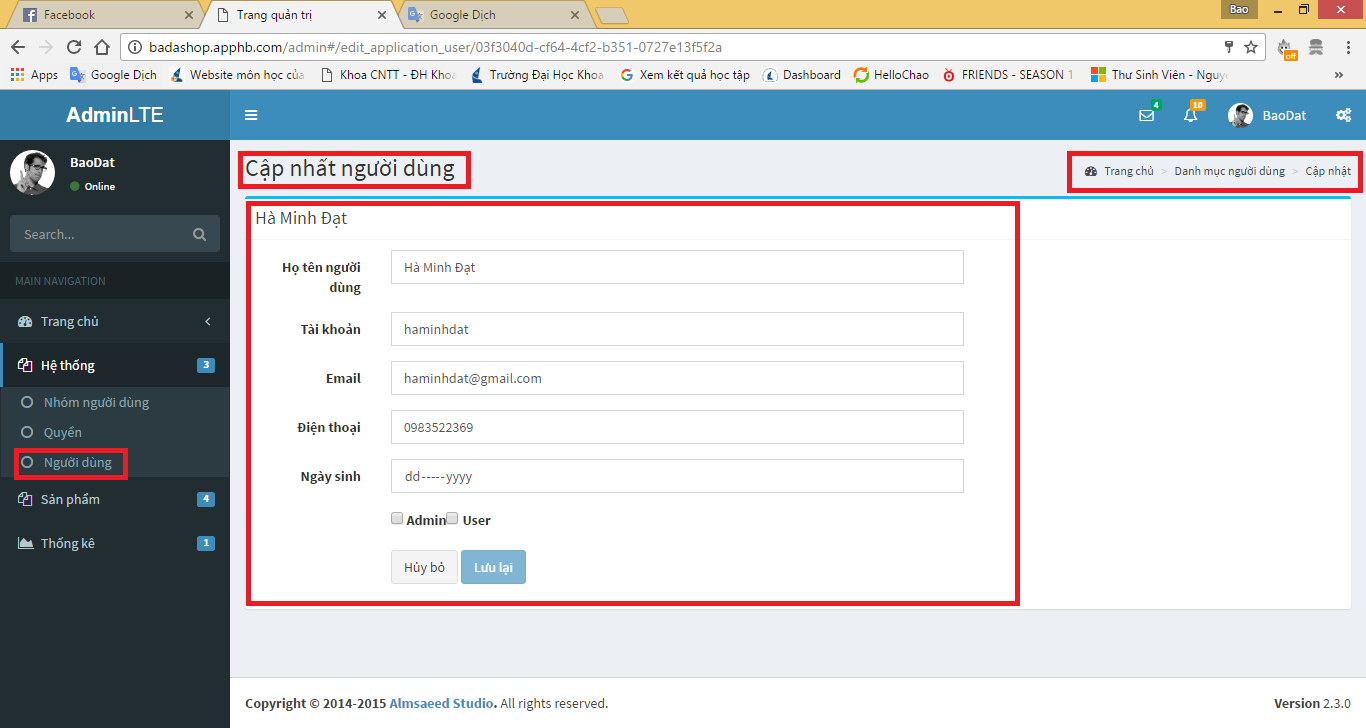 Facebook
Trang quản trị
Google Dịch
Bao
badashop.apphb.com/admin#/edit_application_user/03f3040d-cf64-4cf2-b351-0727e13f5f2a
off
Apps
Google Dịch
Website môn học củ
Khoa CNTT - ĐH Kho
Trường Đại Học Khoa
Xem kết quả học tập
Dashboard
HelloChao
FRIENDS - SEASON 1
Thư Sinh Viên - Nguy
AdminLTE
4
10
BaoDat
BaoDat
Online
Search...
MAIN NAVIGATION
Trang chủ
Hệ thống 3
Nhóm người dùng
Quyền
Người dùng
Sản phẩm 4
Thống kê 1
Cập nhất người dùng
Trang chủ > Danh mục người dùng > Cập nhật
Hà Minh Đạt
Họ tên người
dùng
Hà Minh Đạt
Tài khoản haminhdat
Email haminhdat@gmail.com
Điện thoại 0983522369
Ngày sinh dd-----yyyy
Admin User
Hủy bỏ Lưu lại
Copyright © 2014-2015 Almsaeed Studio. All rights reserved.
Version 2.3.0